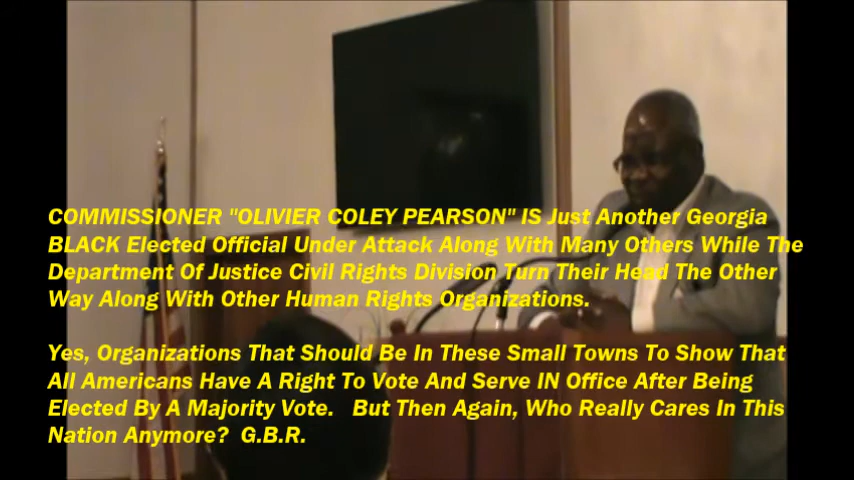 COMMISSIONER "OLIVIER COLEY PEARSON" IS Just Another Georgia
BLACK Elected Official Under Attack Along With Many Others While The
Department Of Justice Civil Rights Division Turn Their Head The Other
Way Along With Other Human Rights Organizations.
Yes, Organizations That Should Be In These Small Towns To Show That
All Americans Have A Right To Vote And Serve IN Office After Being
Elected By A Majority Vote. But Then Again, Who Really Cares In This
Nation Anymore? G.B.R.